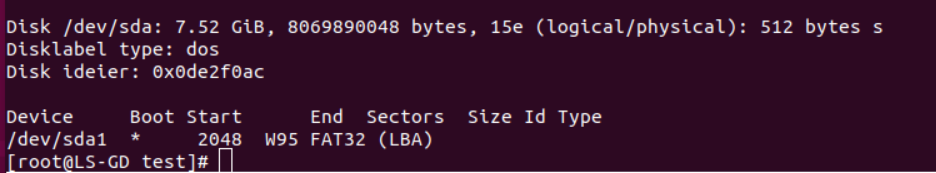 Disk /dev/sda: 7.52 GiB, 8069890048 bytes, 15e (logical/physical): 512 bytes s
Disklabel type: dos
Disk ideier: 0x0de2f0ac
Device Boot Start End Sectors Size Id Type
/dev/sda1 * 2048 W95 FAT32 (LBA)
[root@LS-GD test]#